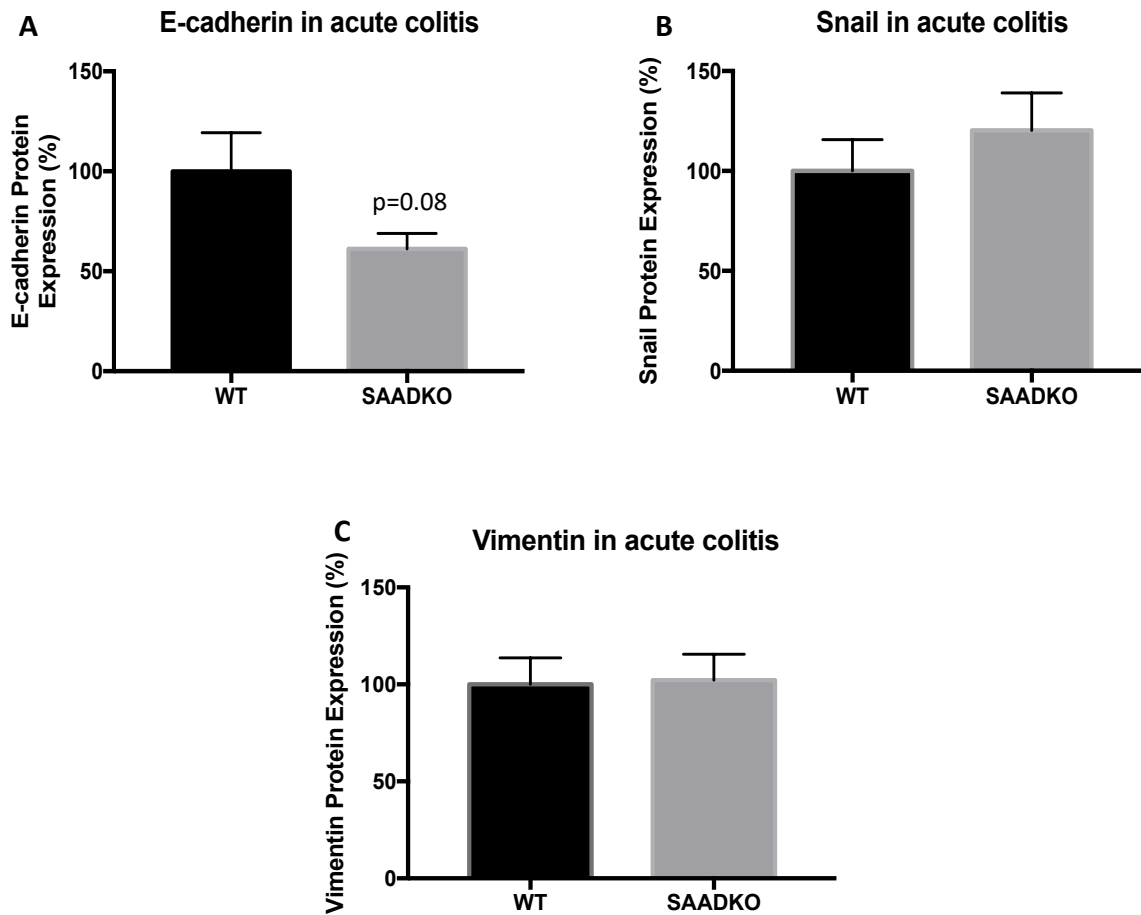 A
E-cadherin in acute colitis
E-cadherin Protein
Expression (%)
150
100
50
0
p=0.08
WT
SAADKO
B
Snail in acute colitis
Snail Protein Expression (%)
150
100
50
0
WT
SAADKO
C
Vimentin in acute colitis
Vimentin Protein Expression (%)
150
100
50
0
WT
SAADKO